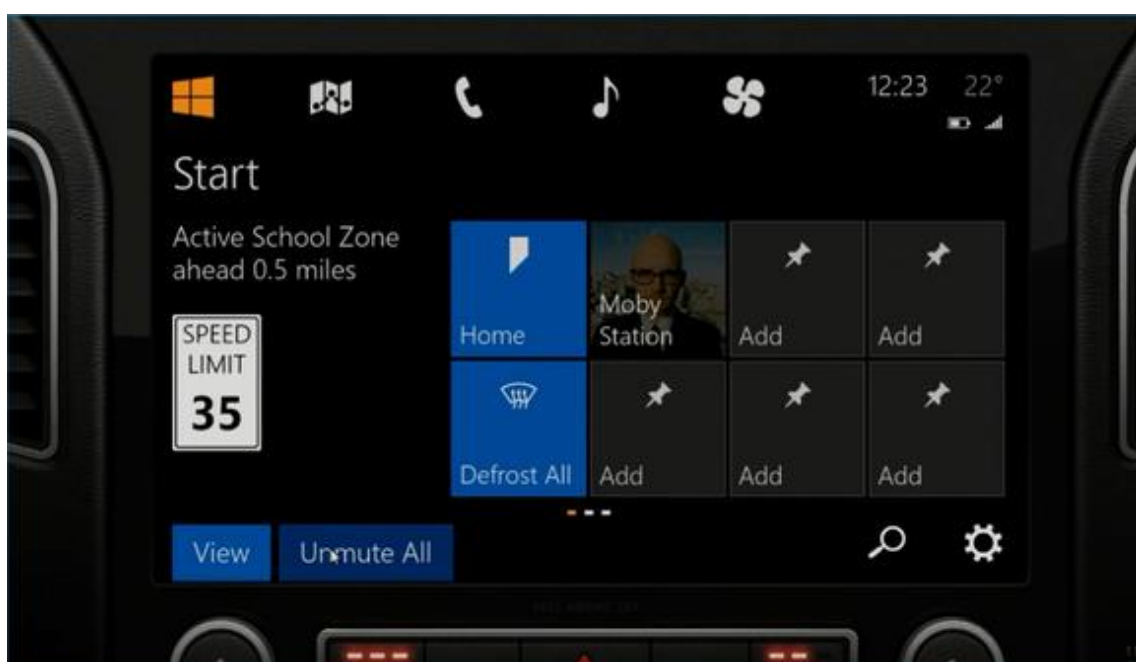 12:23 22°
Start
Active School Zone
ahead 0.5 miles
SPEED
LIMIT
35
Home
Moby
Station
Add
Add
Defrost All
Add
Add
Add
View
Unmute All